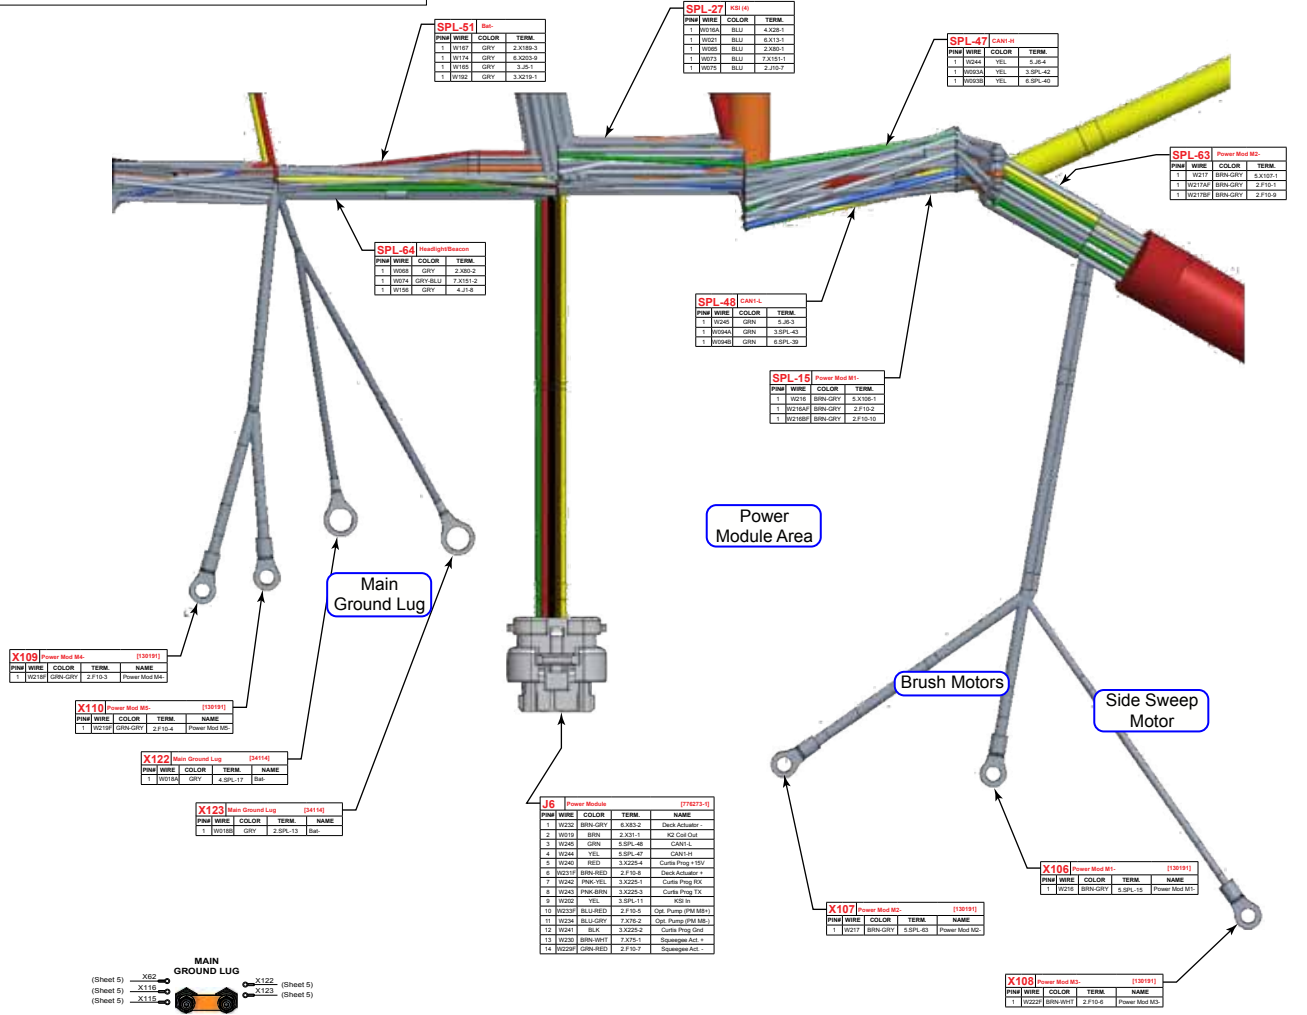 SPL-51 Bat-
PIN# WIRE COLOR TERM.
1 W167 GRY 2.X189-3
1 W174 GRY 6.X203-9
1 W165 GRY 3.J5-1
1 W192 GRY 3.X219-1
SPL-27 KSI (4)
PIN# WIRE COLOR TERM.
1 W016A BLU 4.X28-1
1 W021 BLU 6.X13-1
1 W065 BLU 2.X80-1
1 W073 BLU 7.X151-1
1 W075 BLU 2.J10-7
SPL-47 CAN1-H
PIN# WIRE COLOR TERM.
1 W244 YEL 5.J6-4
1 W093A YEL 3.SPL-42
1 W093B YEL 6.SPL-40
SPL-63 Power Mod M2-
PIN# WIRE COLOR TERM.
1 W217 BRN-GRY 5.X107-1
1 W217AF BRN-GRY 2.F10-1
1 W217BF BRN-GRY 2.F10-9
SPL-64 Headlight/Beacon
PIN# WIRE COLOR TERM.
1 W068 GRY 2.X80-2
1 W074 GRY-BLU 7.X151-2
1 W156 GRY 4.J1-8
SPL-48 CAN1-L
PIN# WIRE COLOR TERM.
1 W245 GRN 5.J6-3
1 W094A GRN 3.SPL-43
1 W094B GRN 6.SPL-39
SPL-15 Power Mod M1-
PIN# WIRE COLOR TERM.
1 W216 BRN-GRY 5.X106-1
1 W216AF BRN-GRY 2.F10-2
1 W216BF BRN-GRY 2.F10-10
Power
Module Area
Main
Ground Lug
Brush Motors
Side Sweep
Motor
X109 Power Mod M4- [130191]
PIN# WIRE COLOR TERM. NAME
1 W218F GRN-GRY 2.F10-3 Power Mod M4-
X110 Power Mod M5- [130191]
PIN# WIRE COLOR TERM. NAME
1 W219F GRN-GRY 2.F10-4 Power Mod M5-
X122 Main Ground Lug [34114]
PIN# WIRE COLOR TERM. NAME
1 W018A GRY 4.SPL-17 Bat-
X123 Main Ground Lug [34114]
PIN# WIRE COLOR TERM. NAME
1 W018B GRY 2.SPL-13 Bat-
J6 Power Module [776273-1]
PIN# WIRE COLOR TERM. NAME
1 W232 BRN-GRY 6.X83-2 Deck Actuator -
2 W019 BRN 2.X31-1 K2 Coil Out
3 W245 GRN 5.SPL-48 CAN1-L
4 W244 YEL 5.SPL-47 CAN1-H
5 W240 RED 3.X225-4 Curtis Prog +15V
6 W231F BRN-RED 2.F10-8 Deck Actuator +
7 W242 PNK-YEL 3.X225-1 Curtis Prog RX
8 W243 PNK-BRN 3.X225-3 Curtis Prog TX
9 W202 YEL 3.SPL-11 KSI In
10 W233F BLU-RED 2.F10-5 Opt. Pump (PM M8+)
11 W234 BLU-GRY 7.X76-2 Opt. Pump (PM M8-)
12 W241 BLK 3.X225-2 Curtis Prog Gnd
13 W230 BRN-WHT 7.X75-1 Squeegee Act. +
14 W229F GRN-RED 2.F10-7 Squeegee Act. -
X106 Power Mod M1- [130191]
PIN# WIRE COLOR TERM. NAME
1 W216 BRN-GRY 5.SPL-15 Power Mod M1-
X107 Power Mod M2- [130191]
PIN# WIRE COLOR TERM. NAME
1 W217 BRN-GRY 5.SPL-63 Power Mod M2-
X108 Power Mod M3- [130191]
PIN# WIRE COLOR TERM. NAME
1 W222F BRN-WHT 2.F10-6 Power Mod M3-
MAIN
GROUND LUG
(Sheet 5) X62
(Sheet 5) X116
(Sheet 5) X115
X122 (Sheet 5)
X123 (Sheet 5)